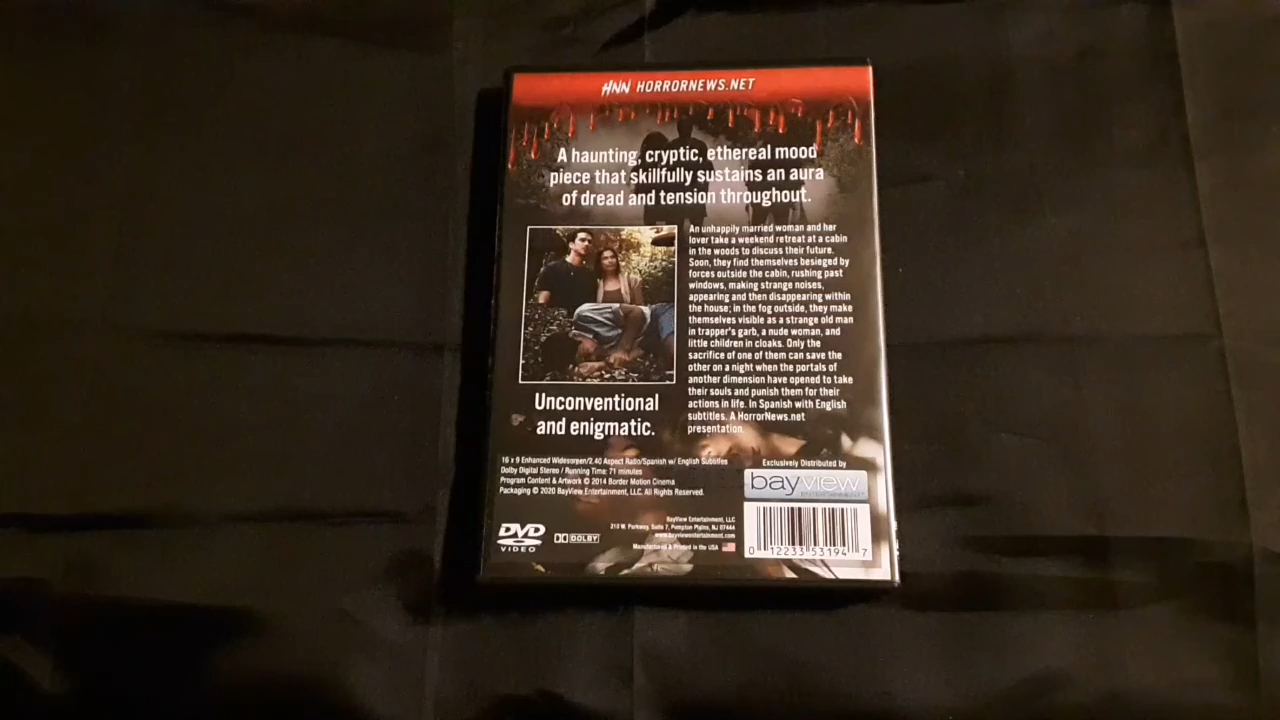 HNN HORRORNEWS.NET
A haunting, cryptic, ethereal mood
piece that skillfully sustains an aura
of dread and tension throughout.
An unhappily married woman and her
lover take a weekend retreat at a cabin
in the woods to discuss their future.
Soon, they find themselves besieged by
forces outside the cabin, rushing past
windows, making strange noises,
appearing and then disappearing within
the house; in the fog outside, they make
themselves visible as a strange old man
in trapper's garb, a nude woman, and
little children in cloaks. Only the
sacrifice of one of them can save the
other on a night when the portals of
another dimension have opened to take
their souls and punish them for their
actions in life. In Spanish with English
subtitles. A HorrorNews.net
presentation.
Unconventional
and enigmatic.
16 x 9 Enhanced Widescreen/2.40 Aspect Ratio/Spanish w/ English Subtitles
Dolby Digital Stereo / Running Time: 71 minutes
Program Content & Artwork © 2014 Border Motion Cinema
Packaging © 2020 BayView Entertainment, LLC. All Rights Reserved.
Exclusively Distributed by
bayview
ENTERTAINMENT
DVD
VIDEO
DOLBY
BayView Entertainment, LLC
210 W. Parkway, Suite 7, Pompton Plains, NJ 07444
www.bayviewentertainment.com
Manufactured & Printed in the USA
0 12233 53194 7